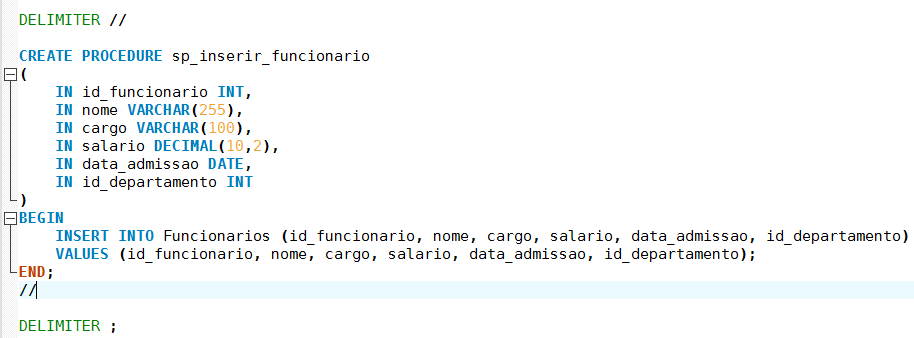 DELIMITER //
CREATE PROCEDURE sp_inserir_funcionario
(
IN id_funcionario INT,
IN nome VARCHAR(255),
IN cargo VARCHAR(100),
IN salario DECIMAL(10,2),
IN data_admissao DATE,
IN id_departamento INT
)
BEGIN
INSERT INTO Funcionarios (id_funcionario, nome, cargo, salario, data_admissao, id_departamento)
VALUES (id_funcionario, nome, cargo, salario, data_admissao, id_departamento);
END;
//
DELIMITER ;